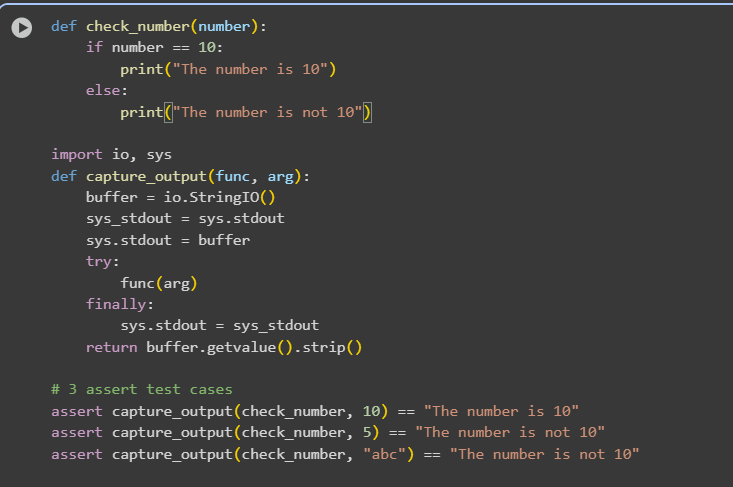 def check_number(number):
    if number == 10:
        print("The number is 10")
    else:
        print("The number is not 10")

import io, sys
def capture_output(func, arg):
    buffer = io.StringIO()
    sys_stdout = sys.stdout
    sys.stdout = buffer
    try:
        func(arg)
    finally:
        sys.stdout = sys_stdout
    return buffer.getvalue().strip()

# 3 assert test cases
assert capture_output(check_number, 10) == "The number is 10"
assert capture_output(check_number, 5) == "The number is not 10"
assert capture_output(check_number, "abc") == "The number is not 10"